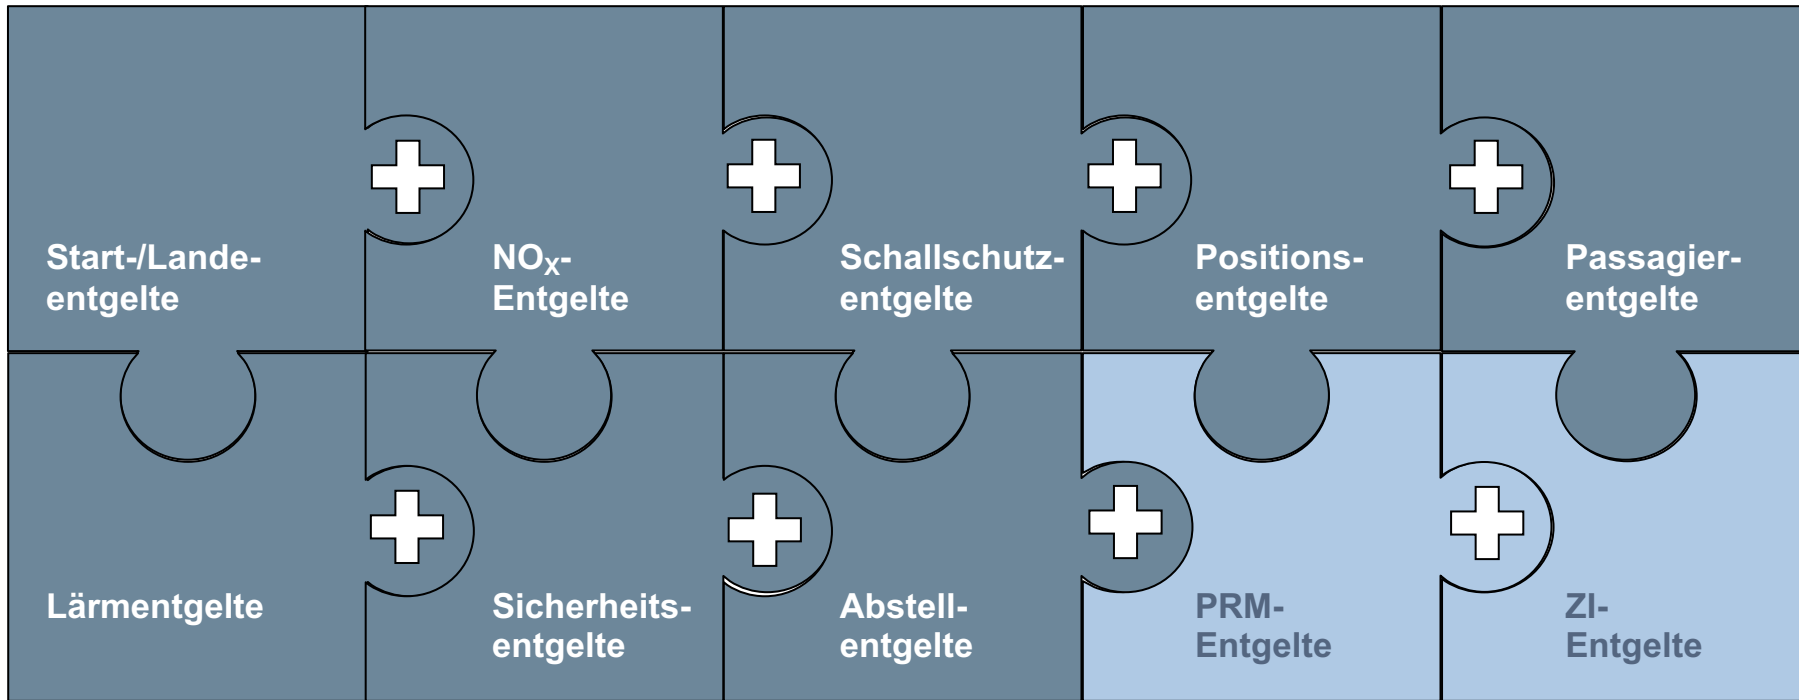 Start-/Lande-
entgelte
NOX-
Entgelte
Schallschutz-
entgelte
Positions-
entgelte
Passagier-
entgelte
Lärmentgelte
Sicherheits-
entgelte
Abstell-
entgelte
PRM-
Entgelte
ZI-
Entgelte